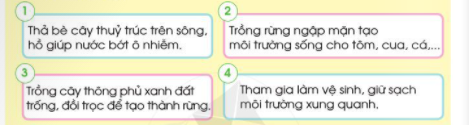 1
Thả bè cây thuỷ trúc trên sông,
hồ giúp nước bớt ô nhiễm.
2
Trồng rừng ngập mặn tạo
môi trường sống cho tôm, cua, cá,...
3
Trồng cây thông phủ xanh đất
trống, đồi trọc để tạo thành rừng.
4
Tham gia làm vệ sinh, giữ sạch
môi trường xung quanh.